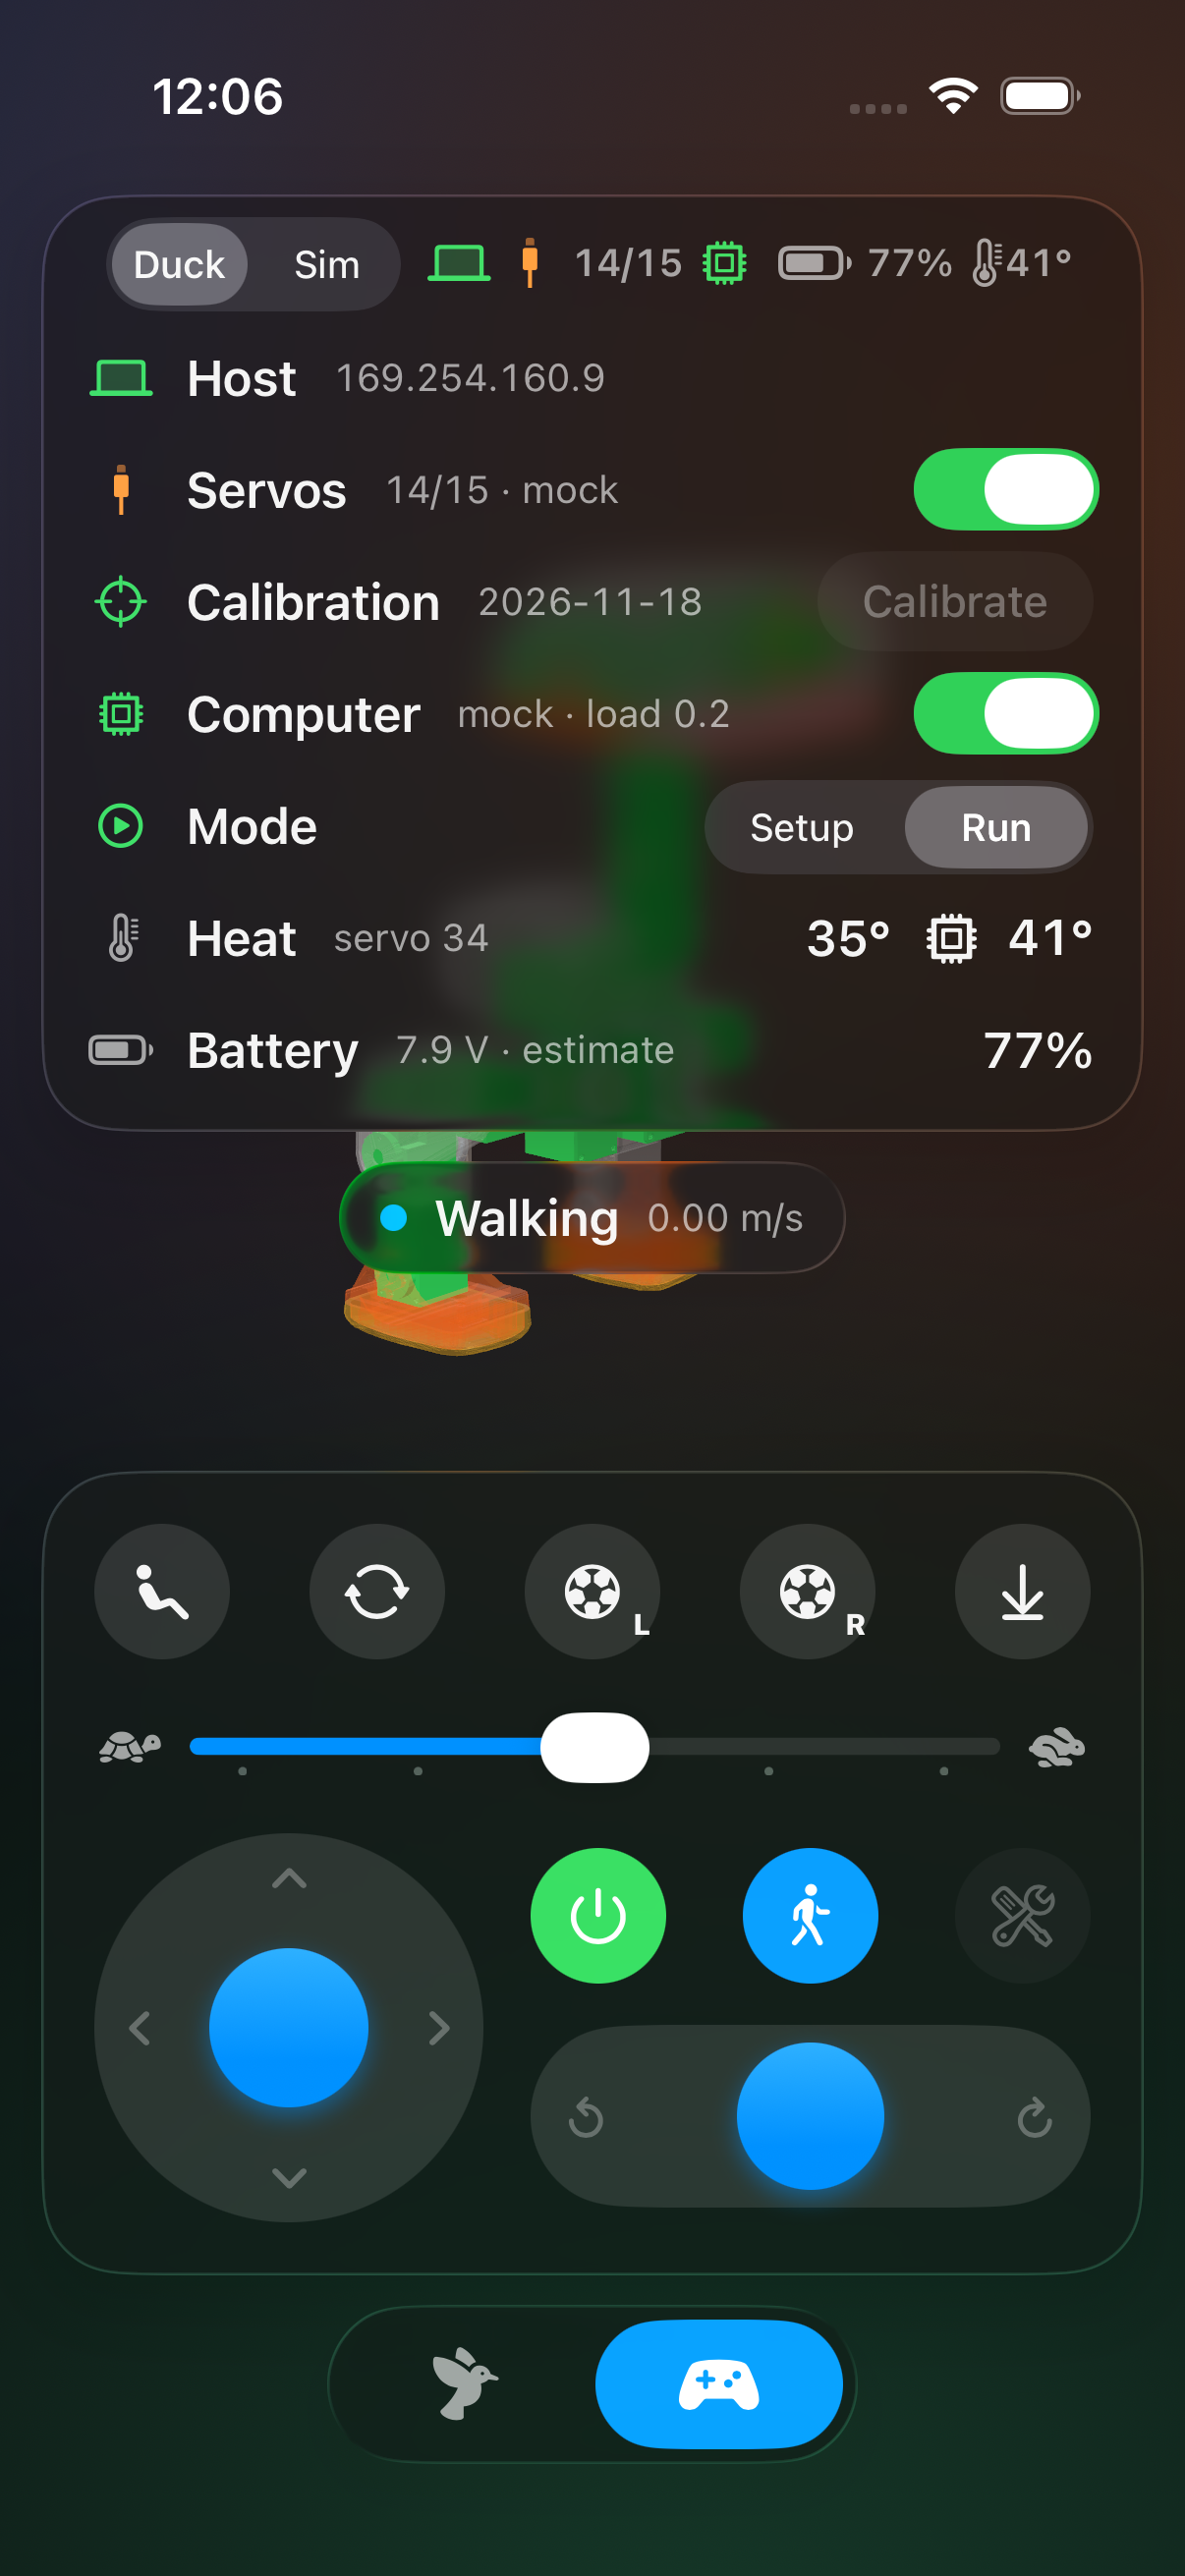 12:06
Duck Sim 14/15 77% 41°
Host 169.254.160.9
Servos 14/15 · mock
Calibration 2026-11-18 Calibrate
Computer mock · load 0.2
Mode Setup Run
Heat servo 34 35° 41°
Battery 7.9 V · estimate 77%
Walking 0.00 m/s
L R